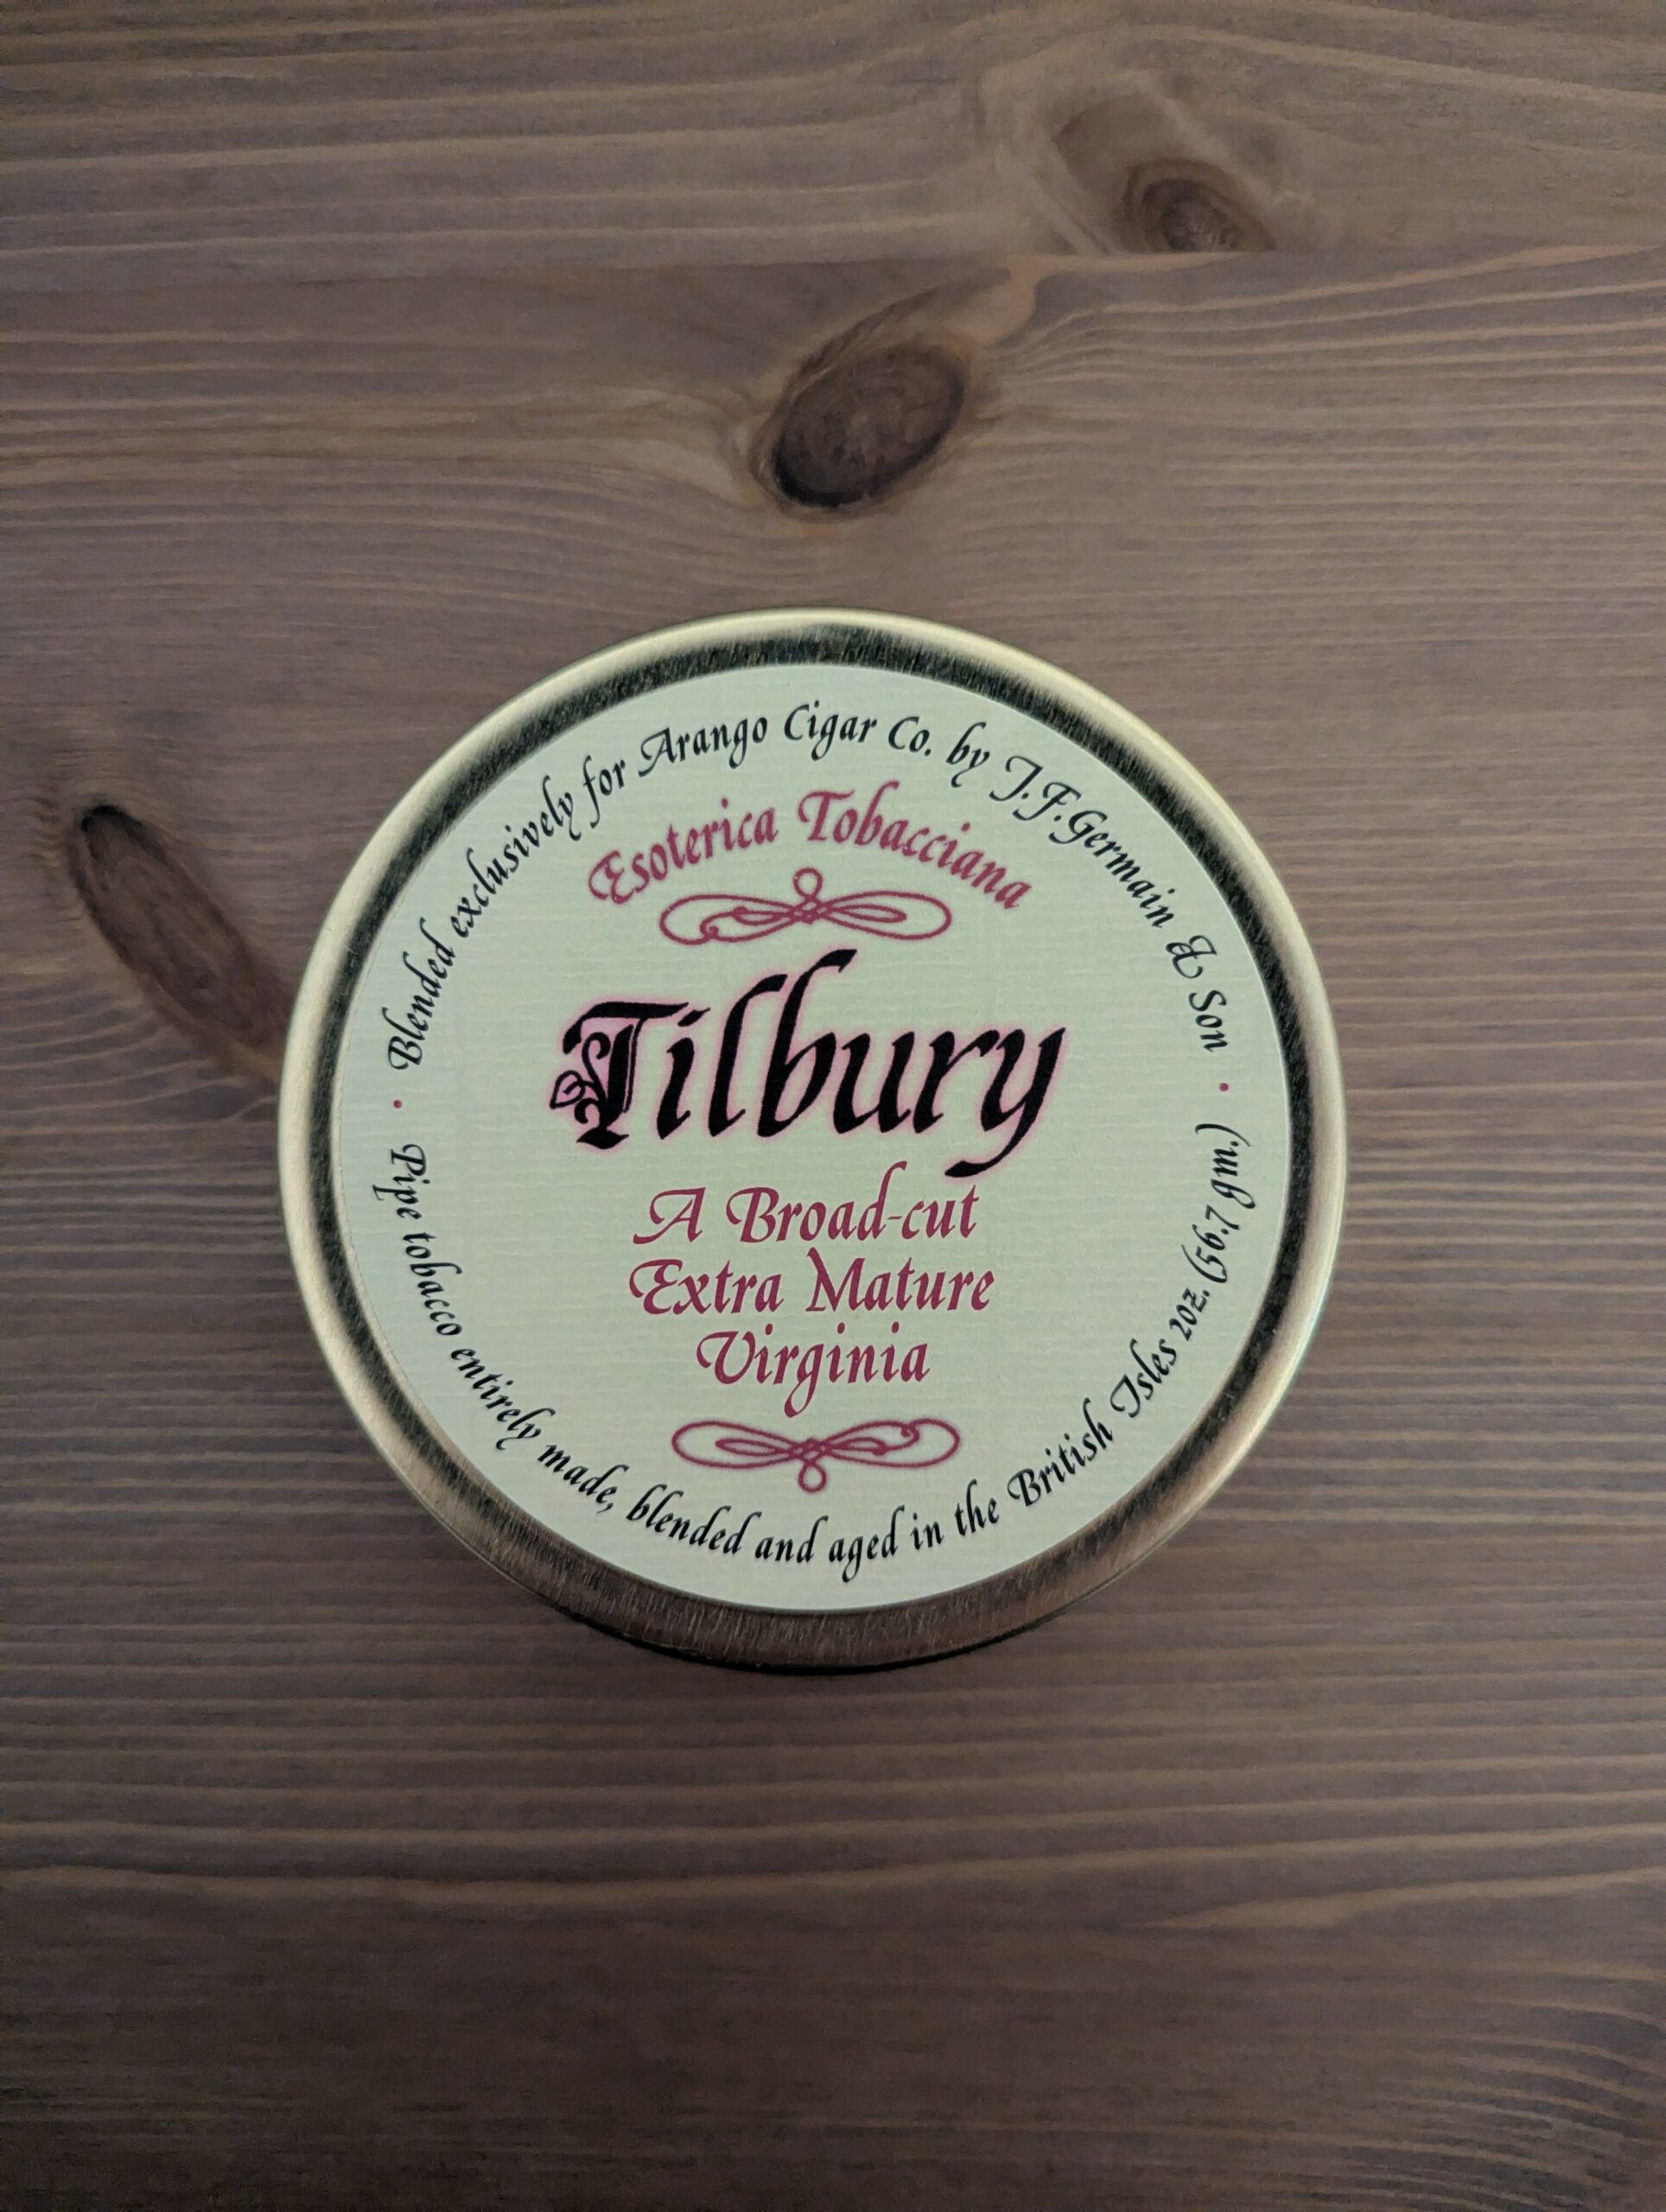 Blended exclusively for Arango Cigar Co. by J.F.Germain & Son
Esoterica Tobacciana
Tilbury
A Broad-cut
Extra Mature
Virginia
Pipe tobacco entirely made, blended and aged in the British Isles 2oz. (56.7 gm.)